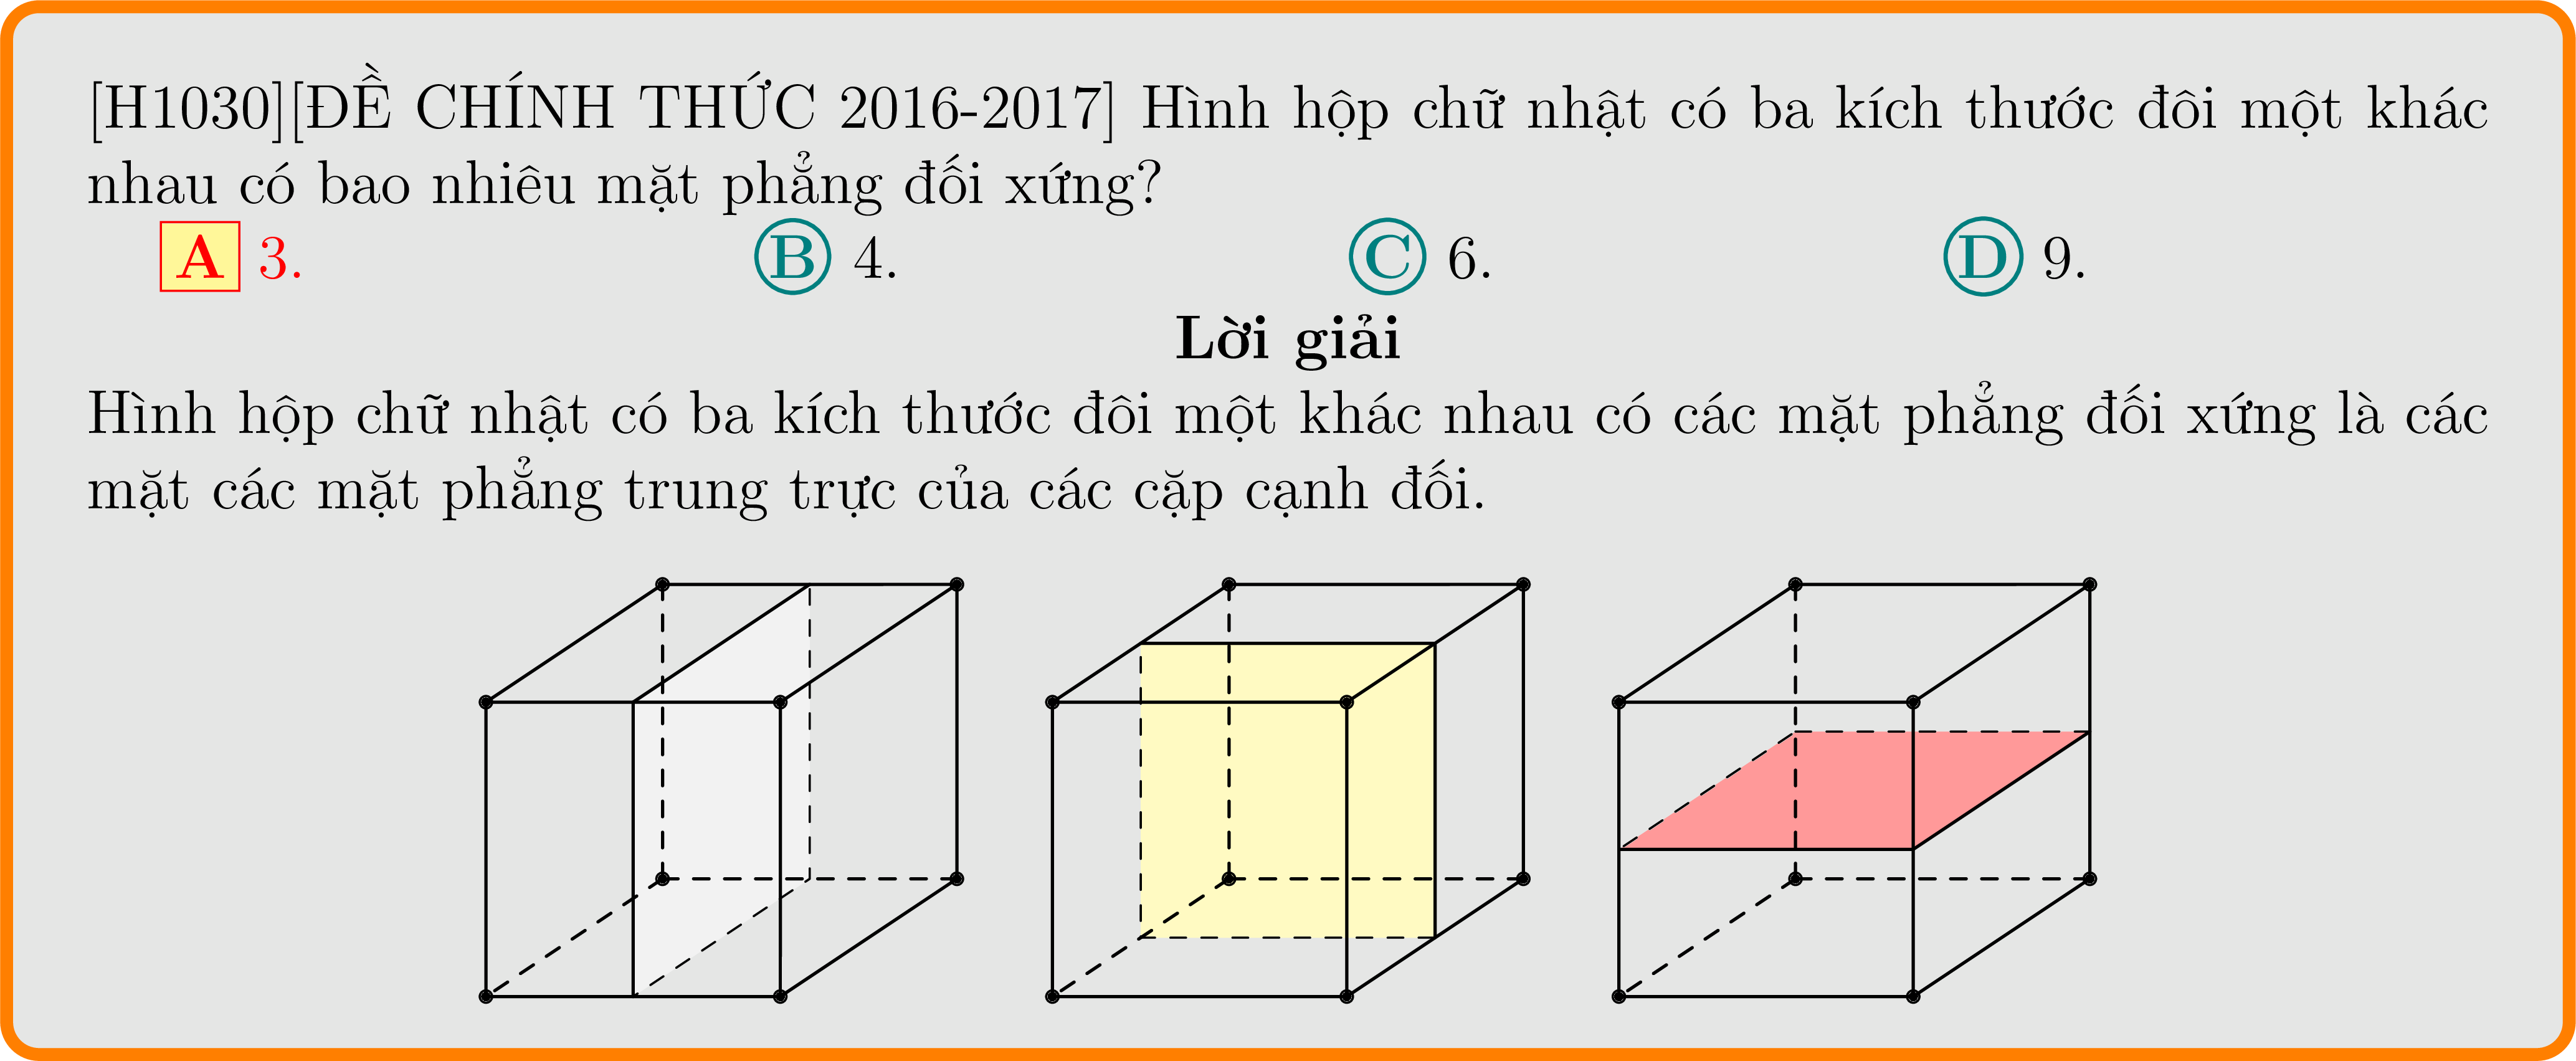 [H1030][ĐỀ CHÍNH THỨC 2016-2017] Hình hộp chữ nhật có ba kích thước đôi một khác
nhau có bao nhiêu mặt phẳng đối xứng?
A 3. B 4. C 6. D 9.
Lời giải
Hình hộp chữ nhật có ba kích thước đôi một khác nhau có các mặt phẳng đối xứng là các
mặt các mặt phẳng trung trực của các cặp cạnh đối.